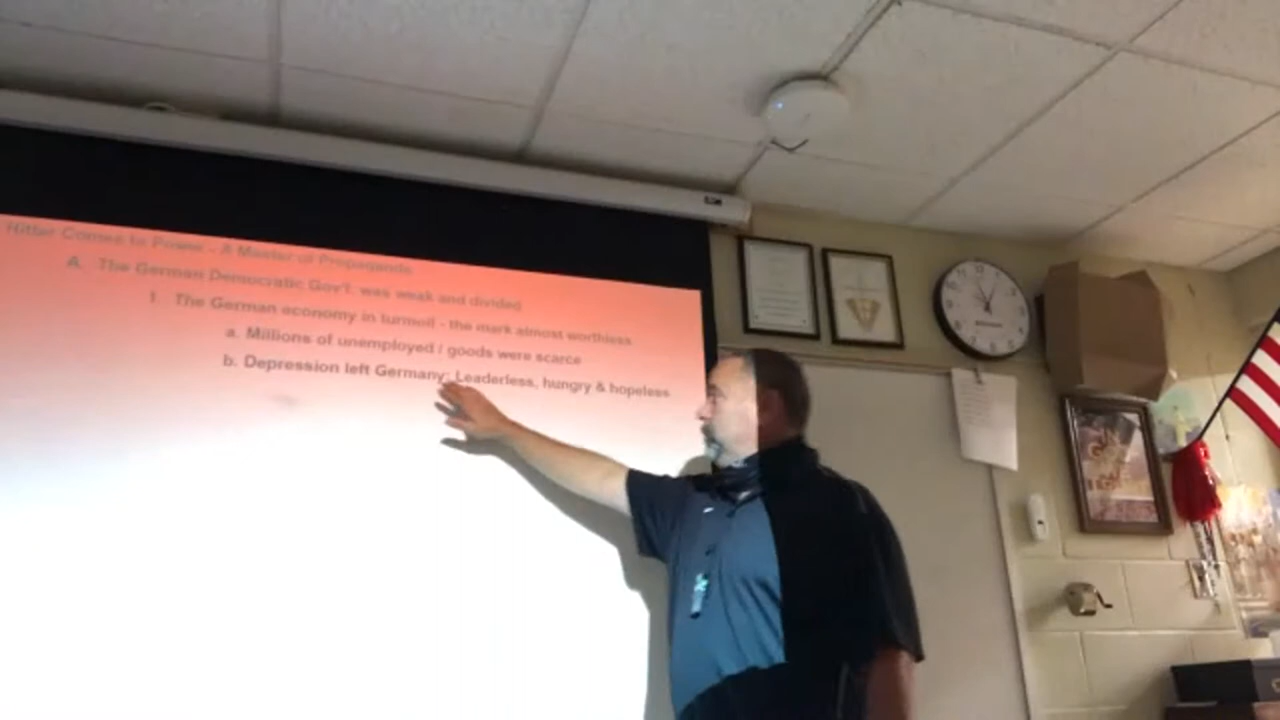 Hitler Comes to Power - A Master of Propaganda
A. The German Democratic Gov't. was weak and divided
1. The German economy in turmoil - the mark almost worthless
a. Millions of unemployed / goods were scarce
b. Depression left Germany: Leaderless, hungry & hopeless